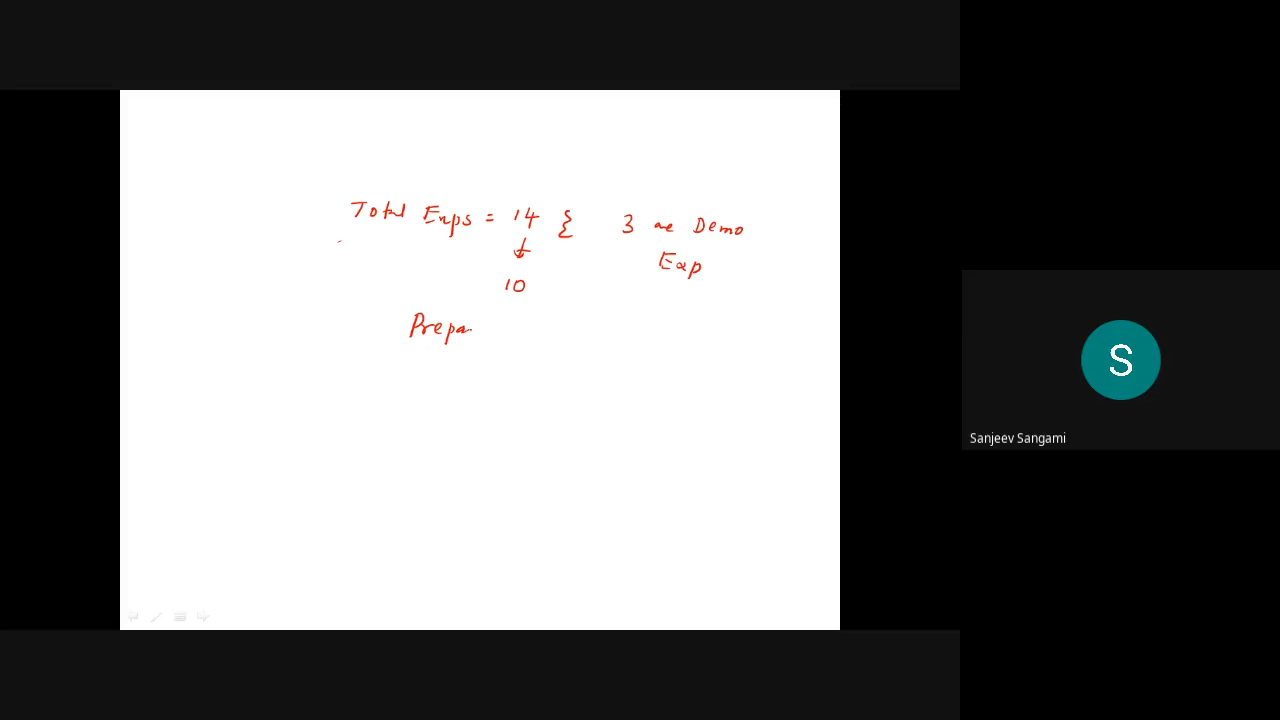 Total Exps = 14 } 3 are Demo
Exp
↓
10
Prepa
S
Sanjeev Sangami